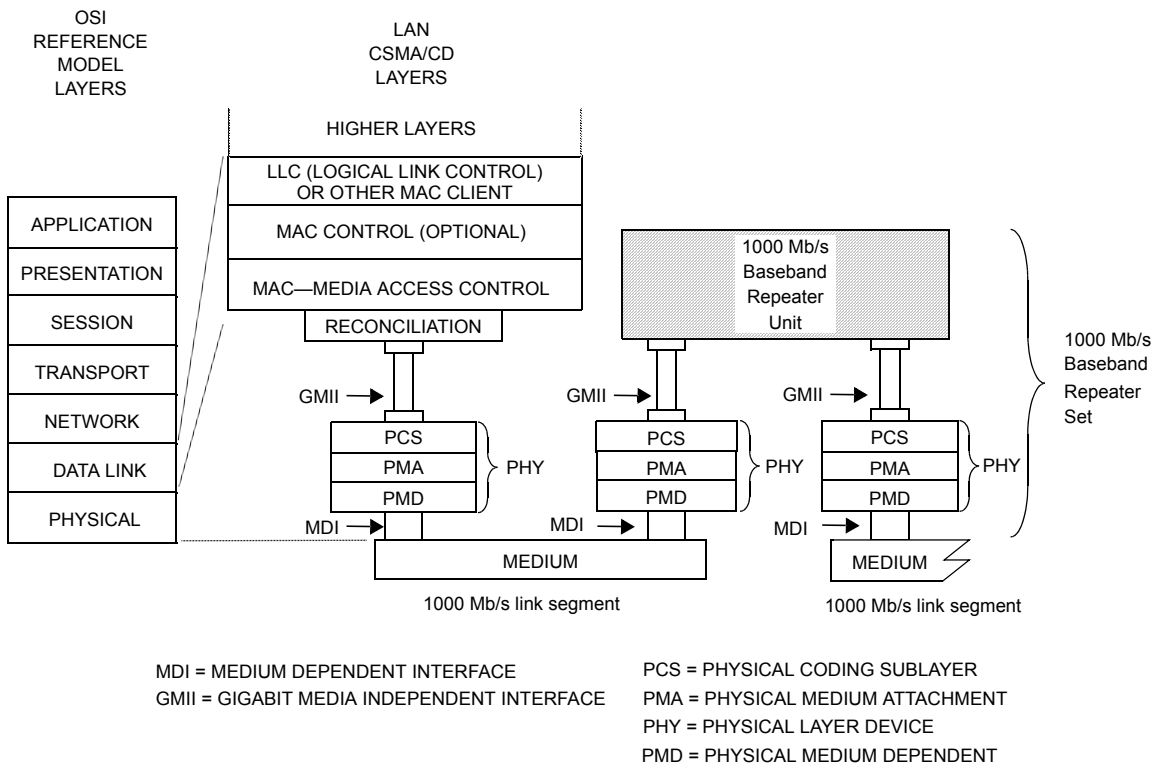 OSI
REFERENCE
MODEL
LAYERS
LAN
CSMA/CD
LAYERS
HIGHER LAYERS
LLC (LOGICAL LINK CONTROL)
OR OTHER MAC CLIENT
MAC CONTROL (OPTIONAL)
MAC—MEDIA ACCESS CONTROL
RECONCILIATION
APPLICATION
PRESENTATION
SESSION
TRANSPORT
NETWORK
DATA LINK
PHYSICAL
1000 Mb/s
Baseband
Repeater
Unit
1000 Mb/s
Baseband
Repeater
Set
GMII
PCS
PMA
PMD
PHY
MDI
GMII
PCS
PMA
PMD
PHY
MDI
GMII
PCS
PMA
PMD
PHY
MDI
MEDIUM
MEDIUM
1000 Mb/s link segment
1000 Mb/s link segment
MDI = MEDIUM DEPENDENT INTERFACE
GMII = GIGABIT MEDIA INDEPENDENT INTERFACE
PCS = PHYSICAL CODING SUBLAYER
PMA = PHYSICAL MEDIUM ATTACHMENT
PHY = PHYSICAL LAYER DEVICE
PMD = PHYSICAL MEDIUM DEPENDENT